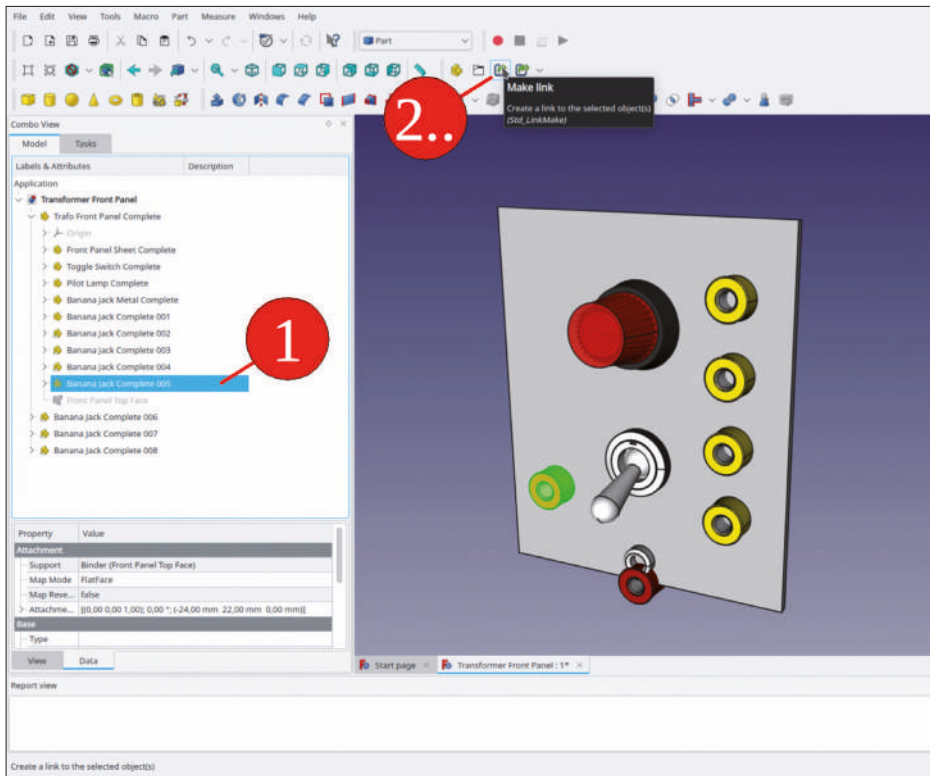 File Edit View Tools Macro Part Measure Windows Help
Part
Make link
Create a link to the selected object(s)
(Std_LinkMake)
2..
Combo View
Model Tasks
Labels & Attributes Description
Application
Transformer Front Panel
Trafo Front Panel Complete
Origin
Front Panel Sheet Complete
Toggle Switch Complete
Pilot Lamp Complete
Banana Jack Metal Complete
Banana Jack Complete 001
Banana Jack Complete 002
Banana Jack Complete 003
Banana Jack Complete 004
Banana Jack Complete 005
1
Front Panel Top Face
Banana Jack Complete 006
Banana Jack Complete 007
Banana Jack Complete 008
Property Value
Attachment
Support Binder (Front Panel Top Face)
Map Mode FlatFace
Map Reve... false
Attachme... [(0,00 0,00 1,00); 0,00 °; (-24,00 mm 22,00 mm 0,00 mm)]
Base
Type
View Data
Start page Transformer Front Panel : 1*
Report view
Create a link to the selected object(s)